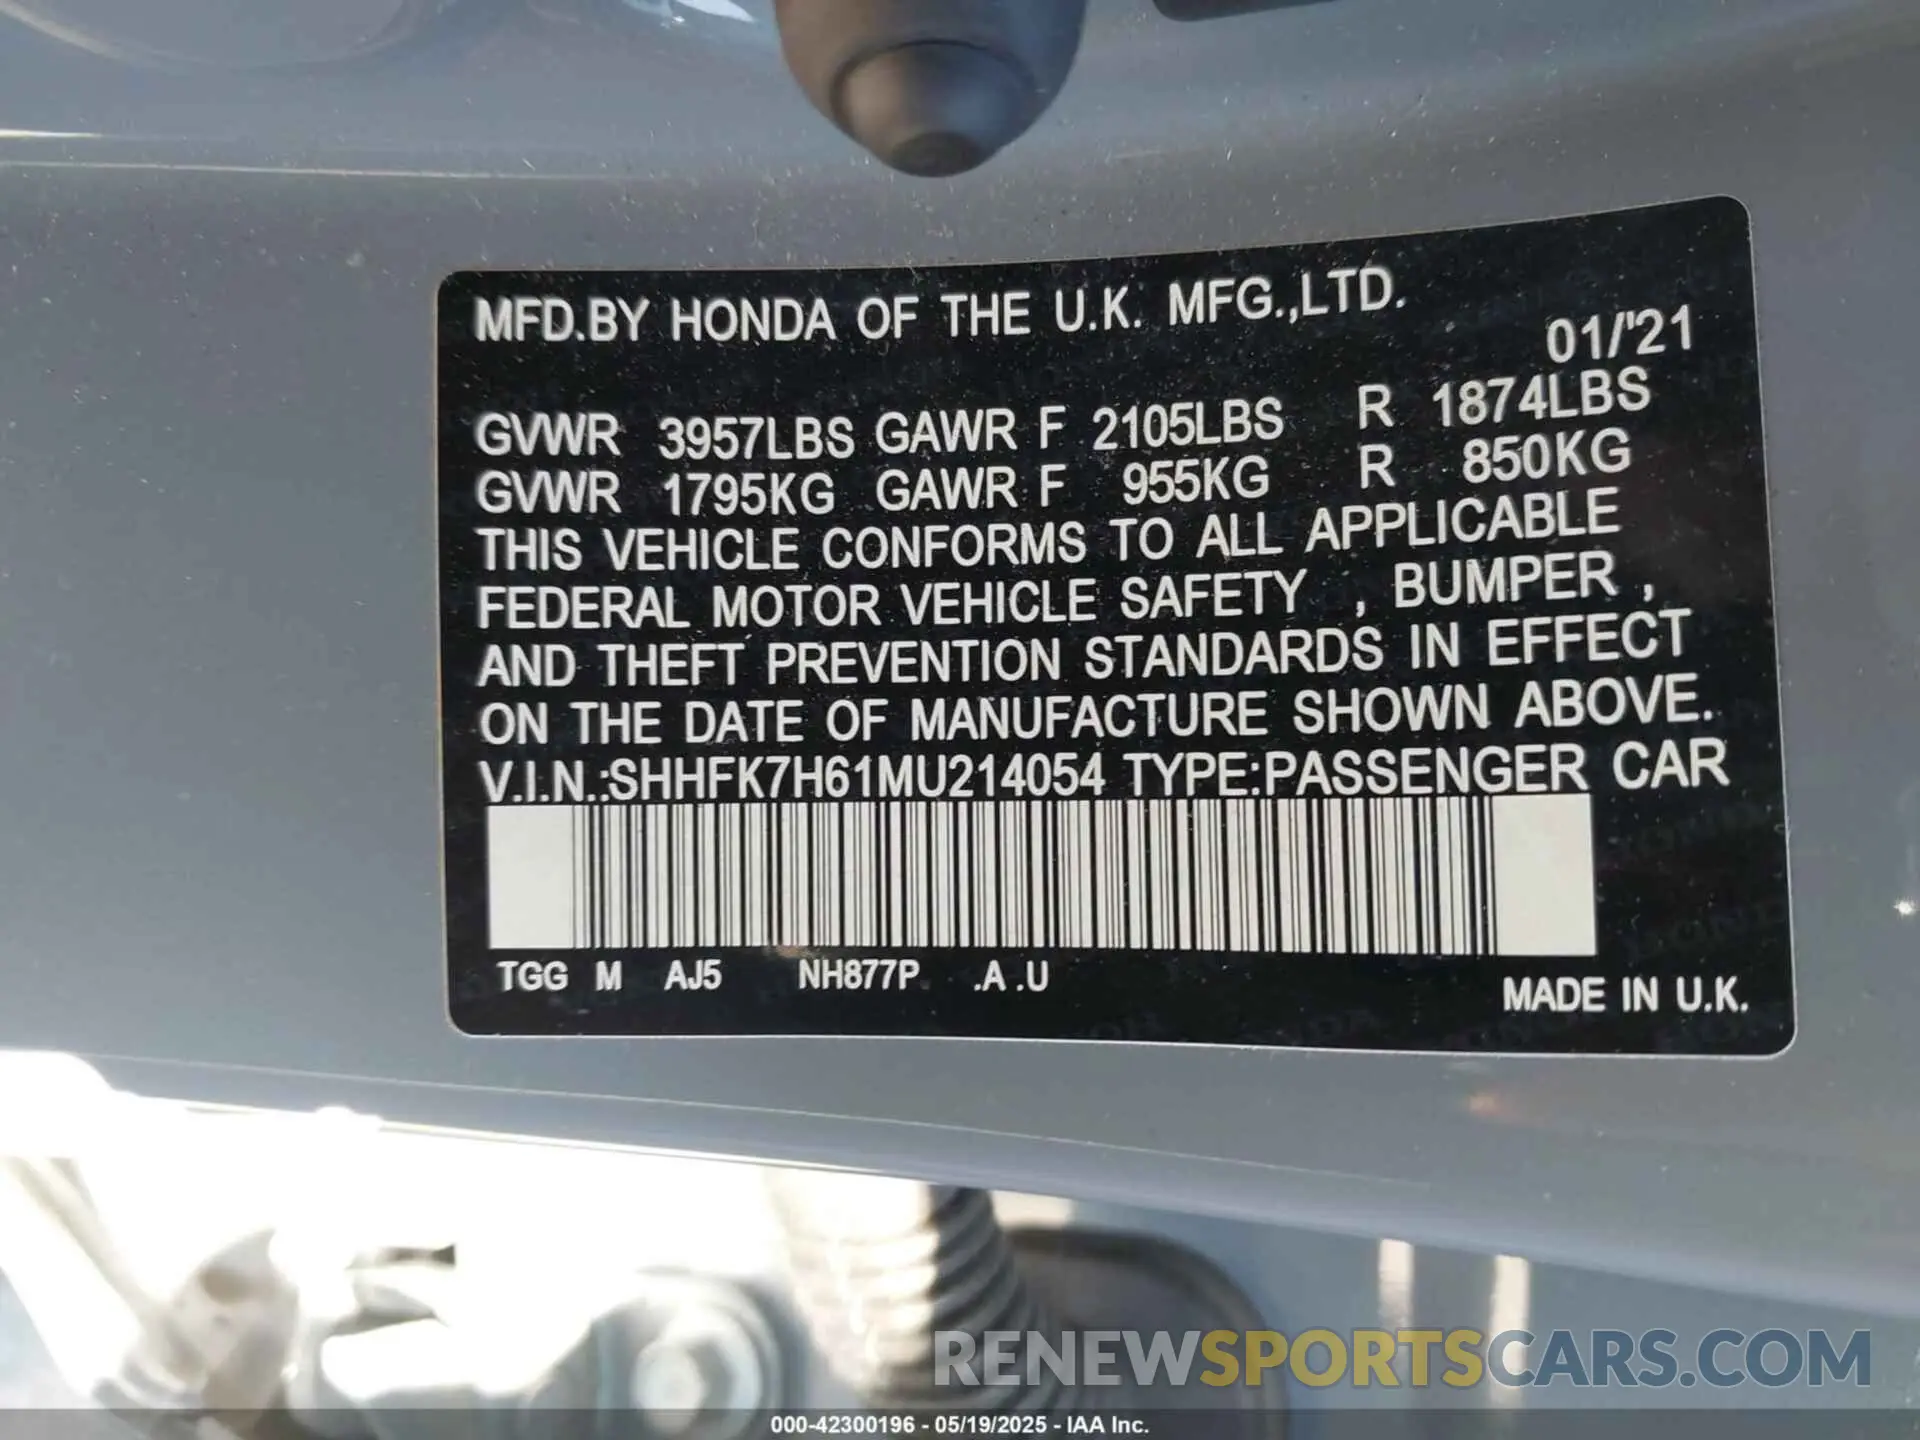 MFD.BY HONDA OF THE U.K. MFG.,LTD.
01/'21
GVWR 3957LBS GAWR F 2105LBS R 1874LBS
GVWR 1795KG GAWR F 955KG R 850KG
THIS VEHICLE CONFORMS TO ALL APPLICABLE
FEDERAL MOTOR VEHICLE SAFETY , BUMPER ,
AND THEFT PREVENTION STANDARDS IN EFFECT
ON THE DATE OF MANUFACTURE SHOWN ABOVE.
V.I.N.:SHHFK7H61MU214054 TYPE:PASSENGER CAR
TGG M AJ5 NH877P .A .U
MADE IN U.K.
RENEWSPORTSCARS.COM
000-42300196 - 05/19/2025 - IAA Inc.